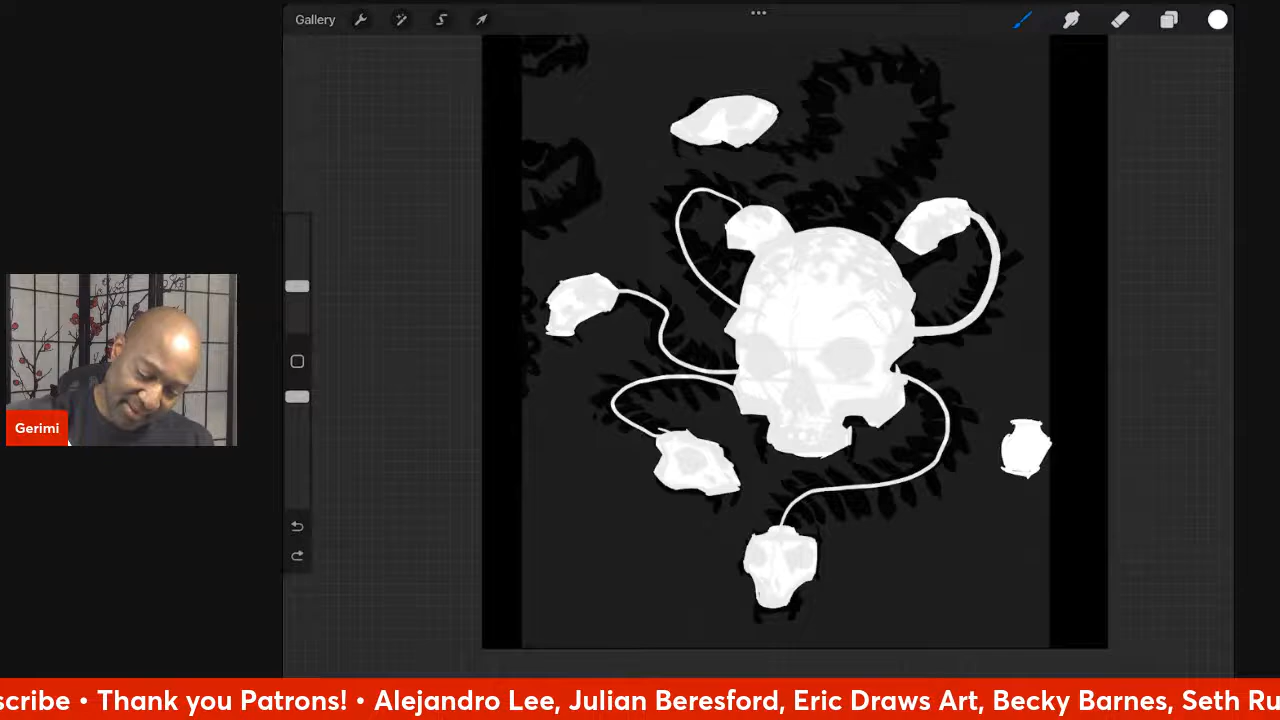 Gallery
Gerimi
scribe • Thank you Patrons! • Alejandro Lee, Julian Beresford, Eric Draws Art, Becky Barnes, Seth Ru